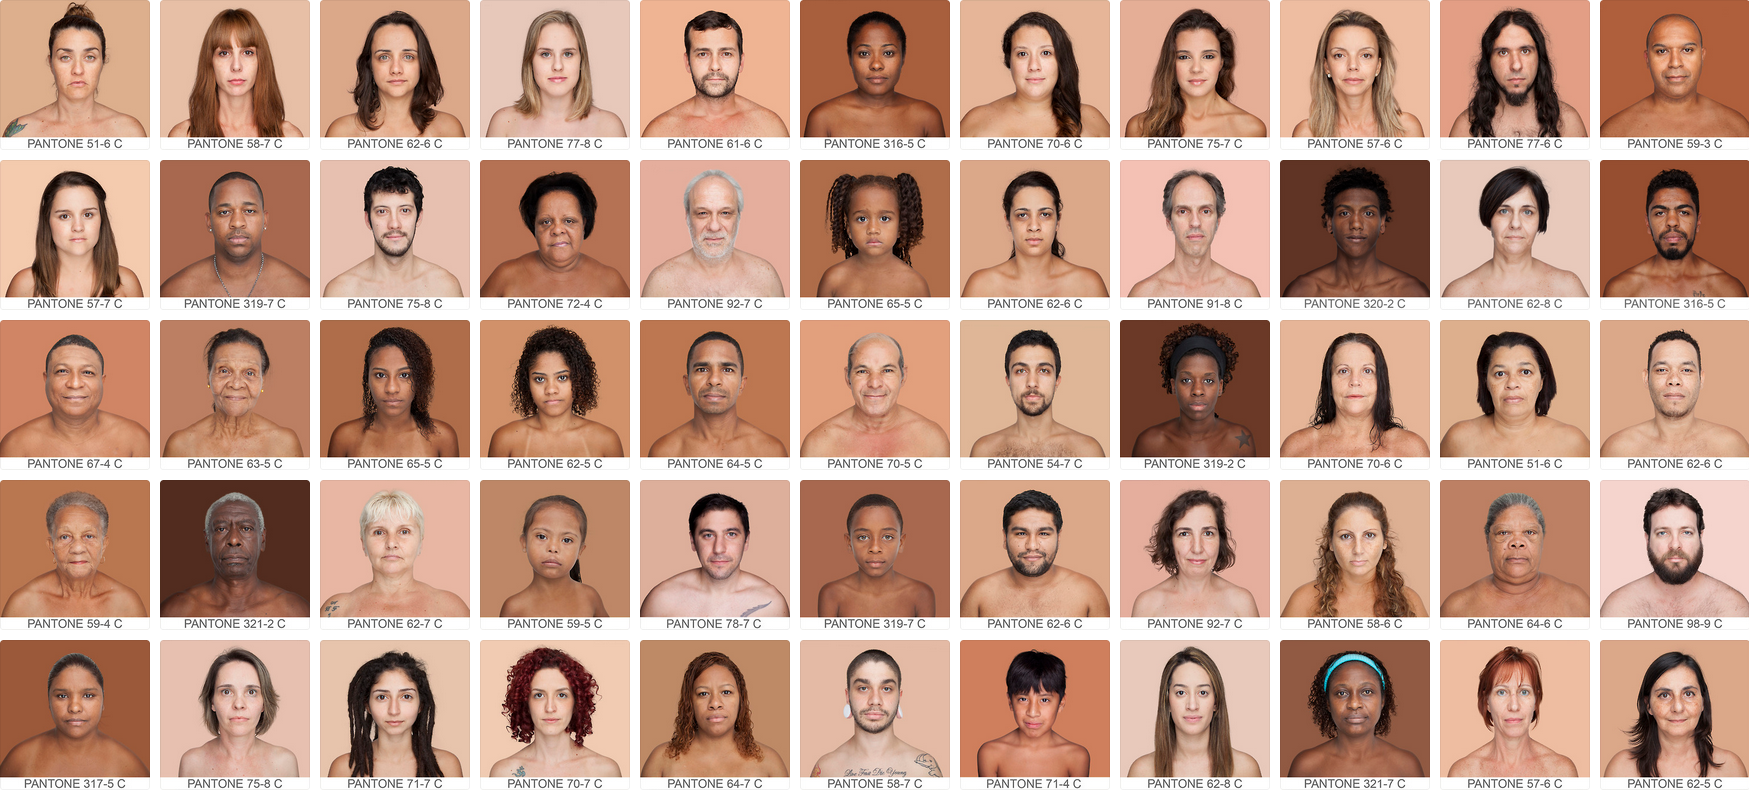 PANTONE 51-6 C
PANTONE 58-7 C
PANTONE 62-6 C
PANTONE 77-8 C
PANTONE 61-6 C
PANTONE 316-5 C
PANTONE 70-6 C
PANTONE 75-7 C
PANTONE 57-6 C
PANTONE 77-6 C
PANTONE 59-3 C
PANTONE 57-7 C
PANTONE 319-7 C
PANTONE 75-8 C
PANTONE 72-4 C
PANTONE 92-7 C
PANTONE 65-5 C
PANTONE 62-6 C
PANTONE 91-8 C
PANTONE 320-2 C
PANTONE 62-8 C
PANTONE 316-5 C
PANTONE 67-4 C
PANTONE 63-5 C
PANTONE 65-5 C
PANTONE 62-5 C
PANTONE 64-5 C
PANTONE 70-5 C
PANTONE 54-7 C
PANTONE 319-2 C
PANTONE 70-6 C
PANTONE 51-6 C
PANTONE 62-6 C
PANTONE 59-4 C
PANTONE 321-2 C
PANTONE 62-7 C
PANTONE 59-5 C
PANTONE 78-7 C
PANTONE 319-7 C
PANTONE 62-6 C
PANTONE 92-7 C
PANTONE 58-6 C
PANTONE 64-6 C
PANTONE 98-9 C
Live Fast Die Young
PANTONE 317-5 C
PANTONE 75-8 C
PANTONE 71-7 C
PANTONE 70-7 C
PANTONE 64-7 C
PANTONE 58-7 C
PANTONE 71-4 C
PANTONE 62-8 C
PANTONE 321-7 C
PANTONE 57-6 C
PANTONE 62-5 C